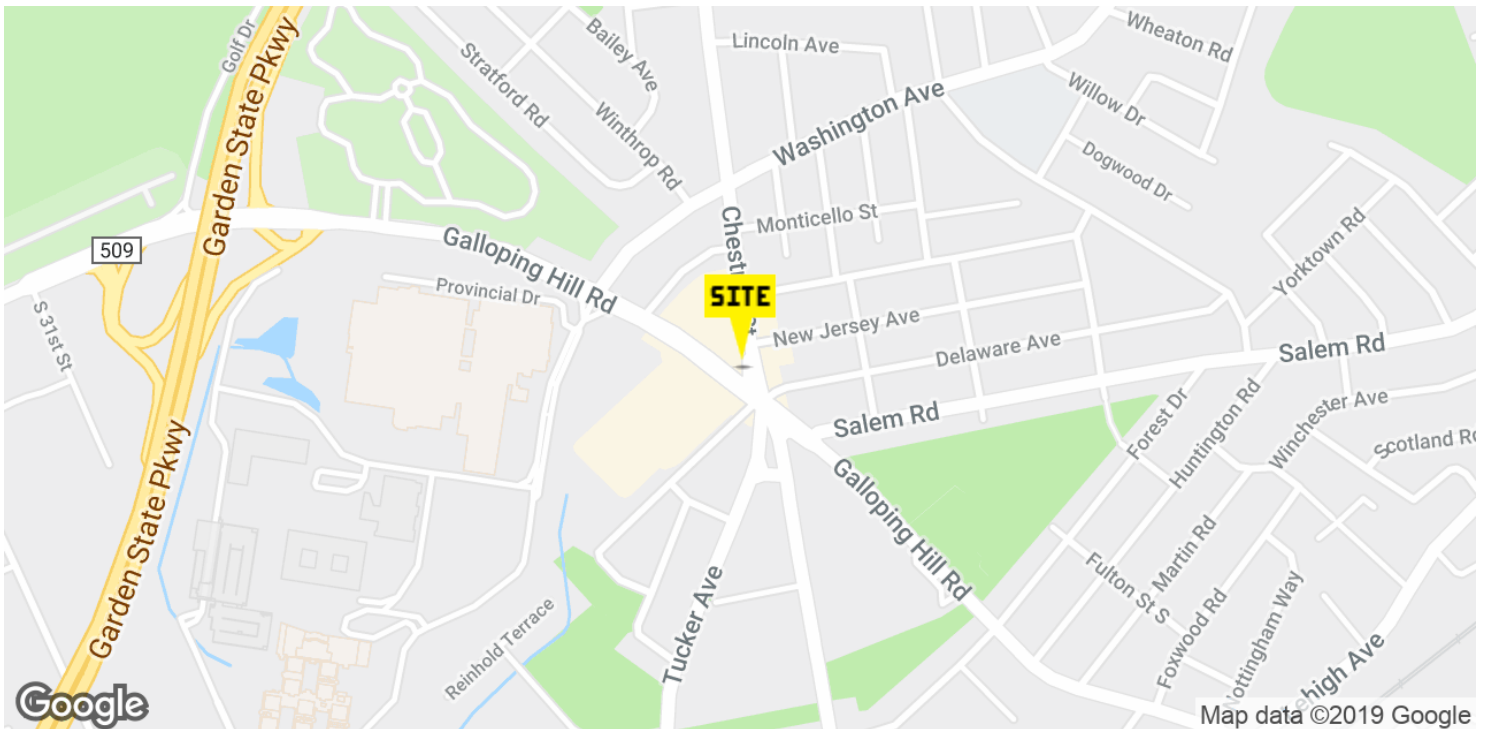 Golf Dr
Garden State Pkwy
Stratford Rd
Bailey Ave
Winthrop Rd
Lincoln Ave
Washington Ave
Wheaton Rd
Willow Dr
Dogwood Dr
Monticello St
Yorktown Rd
509
Galloping Hill Rd
Provincial Dr
SITE
New Jersey Ave
Delaware Ave
Salem Rd
S 31st St
Salem Rd
Forest Dr
Huntington Rd
Winchester Ave
Garden State Pkwy
Galloping Hill Rd
Martin Rd
Fulton St S
Foxwood Rd
Nottingham Way
Tucker Ave
Reinhold Terrace
Google
Map data ©2019 Google